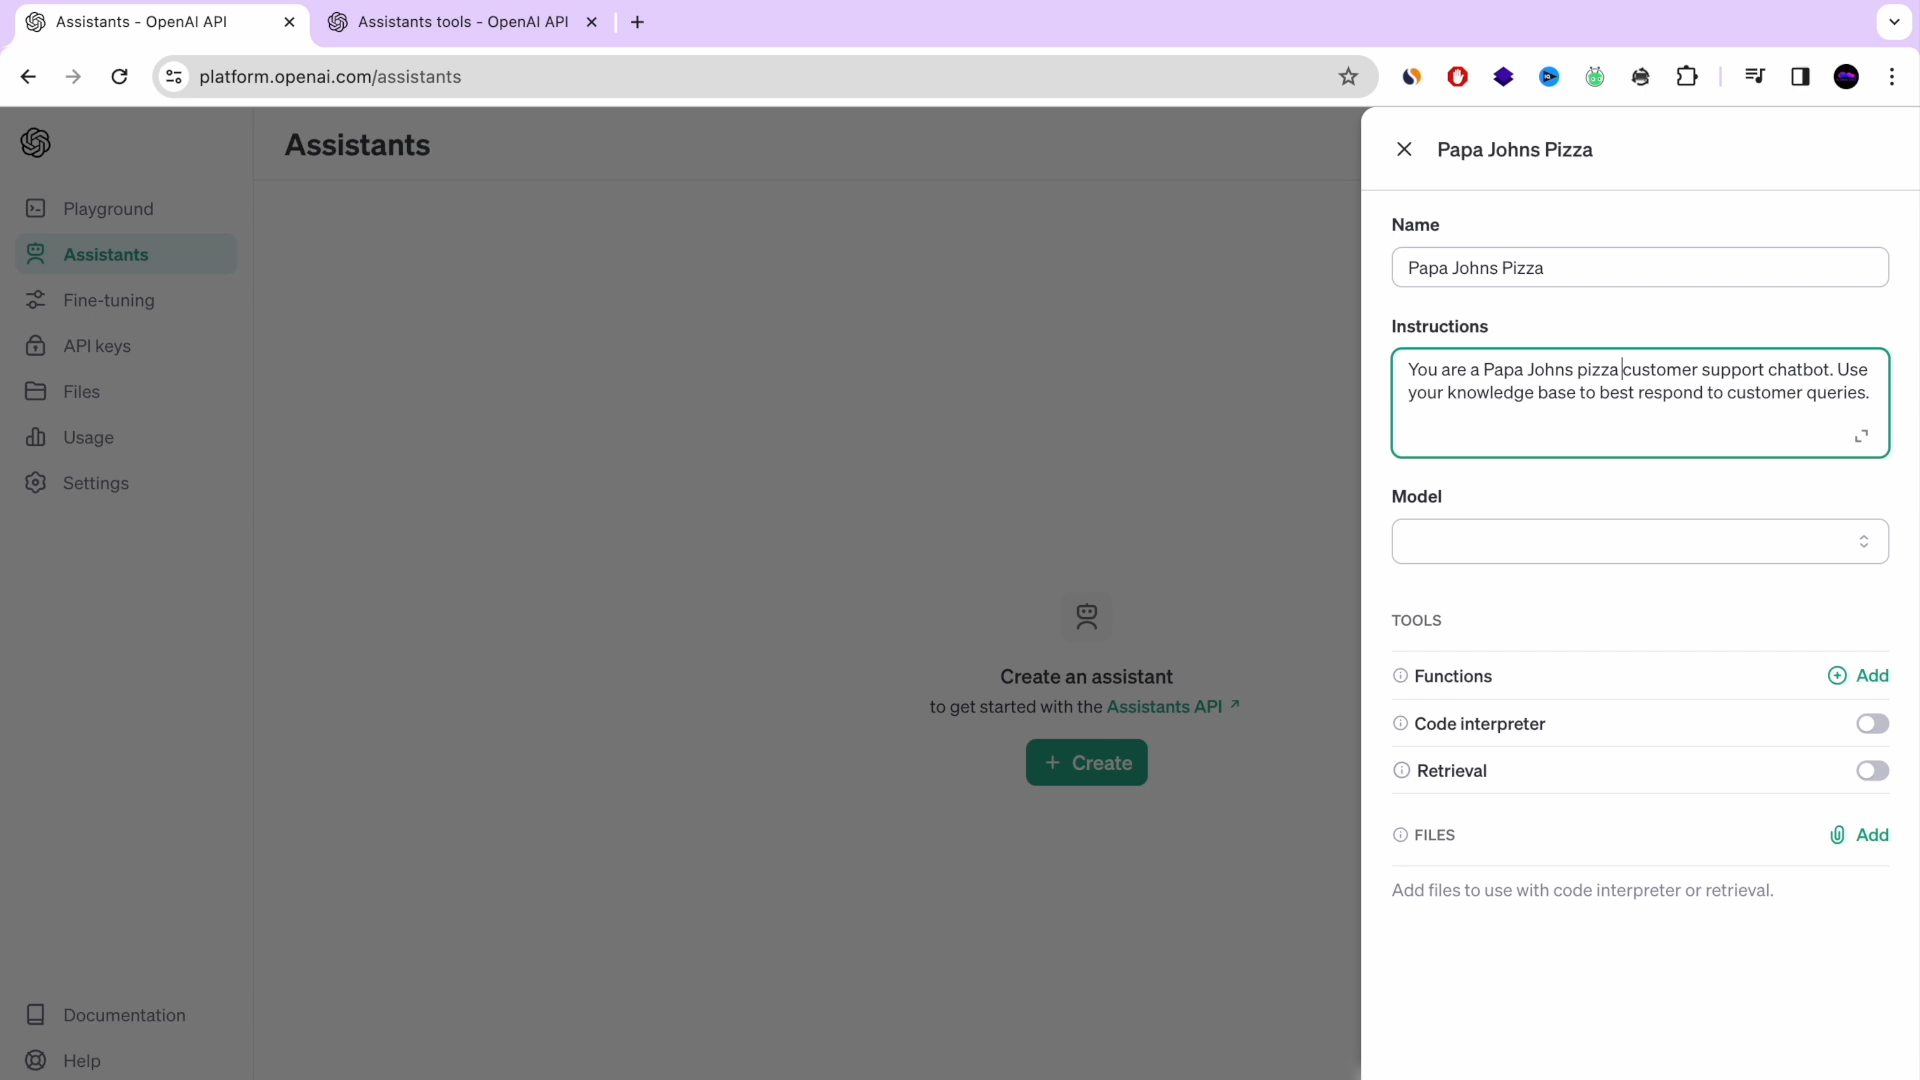 Assistants - OpenAI API
Assistants tools - OpenAI API
platform.openai.com/assistants
Assistants
Playground
Assistants
Fine-tuning
API keys
Files
Usage
Settings
Documentation
Help
Create an assistant
to get started with the Assistants API ↗
+ Create
Papa Johns Pizza
Name
Papa Johns Pizza
Instructions
You are a Papa Johns pizza customer support chatbot. Use
your knowledge base to best respond to customer queries.
Model
TOOLS
Functions
Add
Code interpreter
Retrieval
FILES
Add
Add files to use with code interpreter or retrieval.